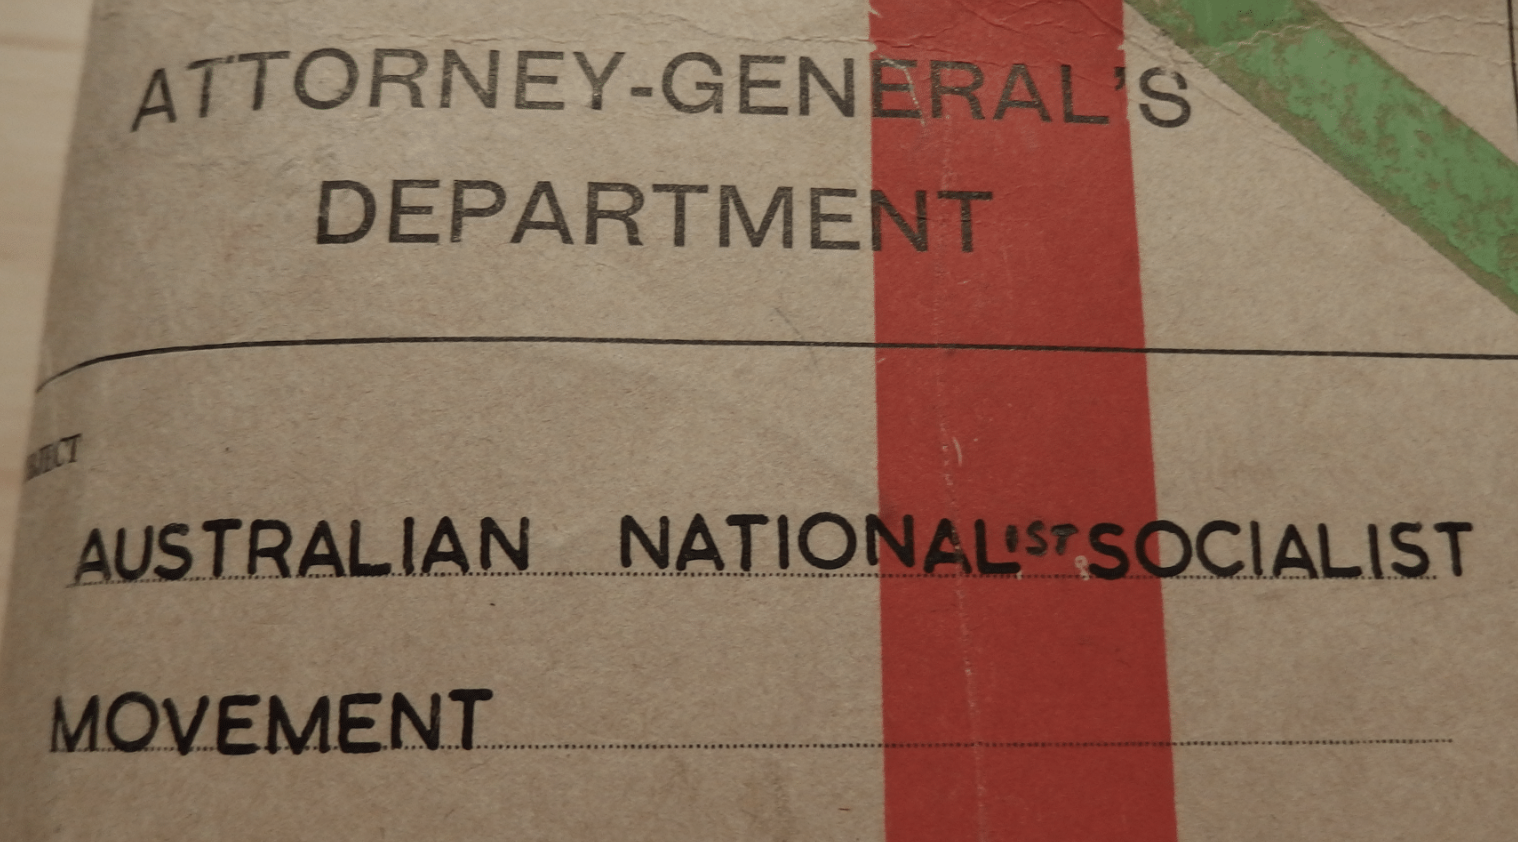 ATTORNEY-GENERAL'S
DEPARTMENT
AUSTRALIAN NATIONALIST SOCIALIST
MOVEMENT